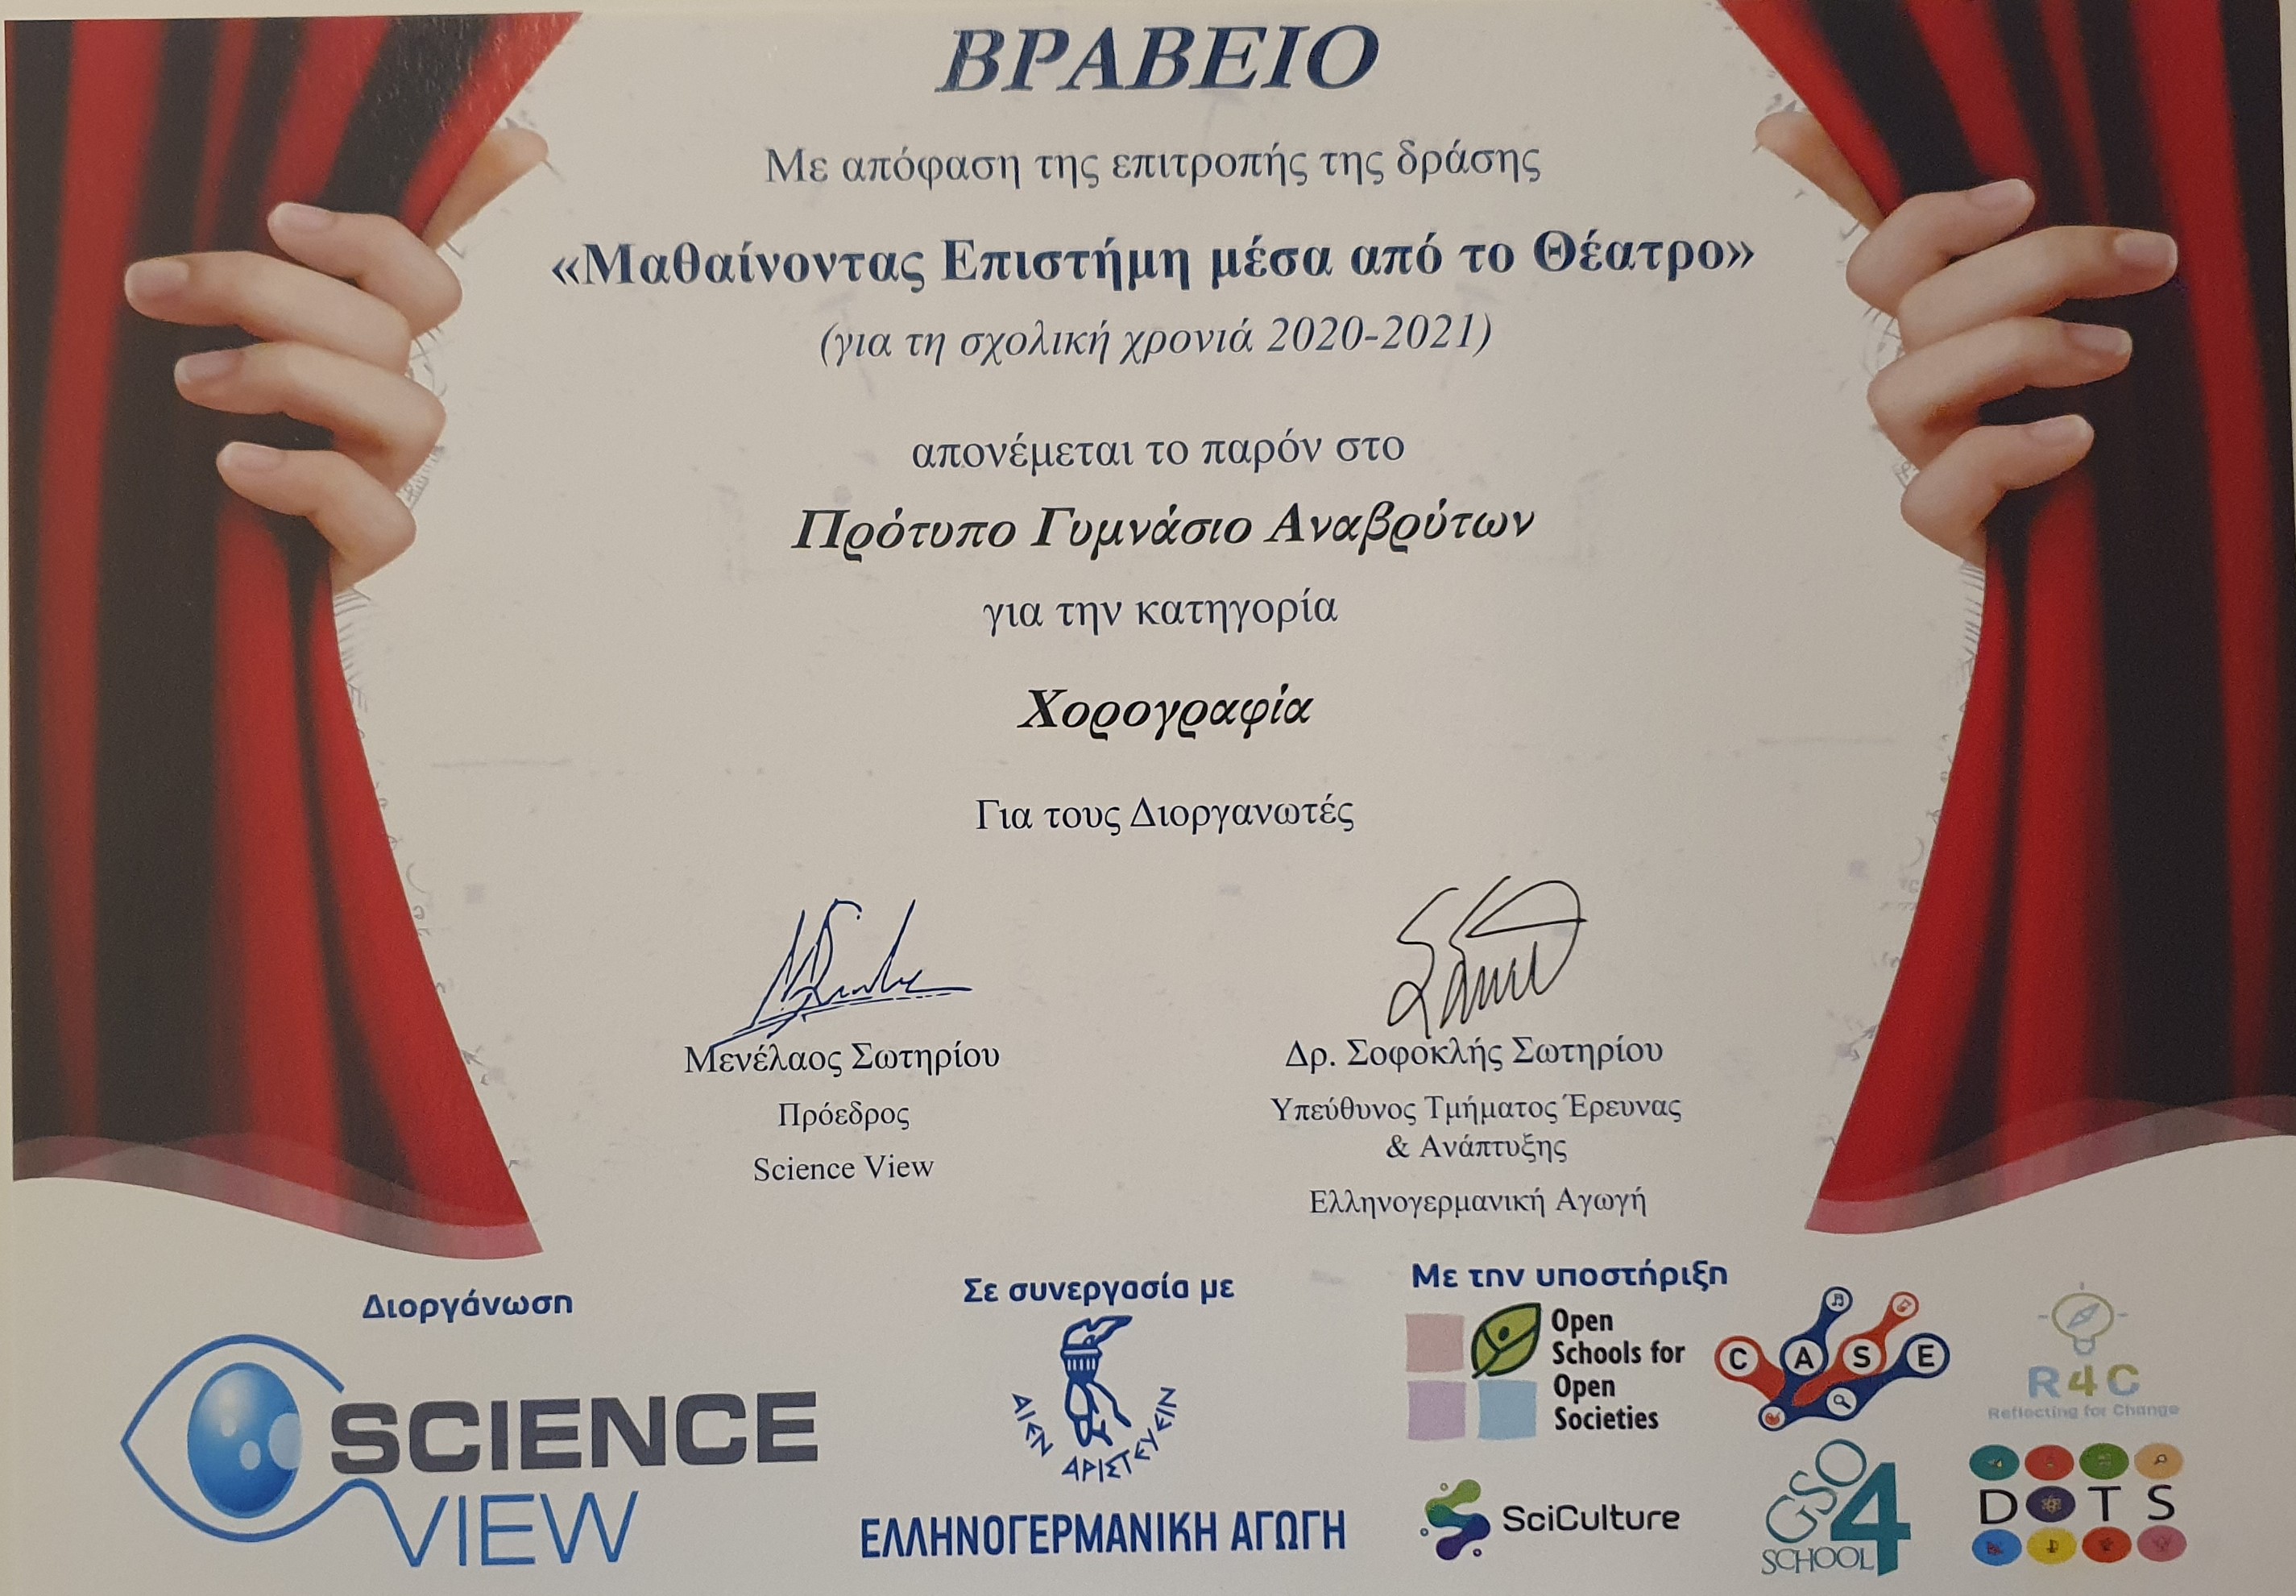 ΒΡΑΒΕΙΟ
Με απόφαση της επιτροπής της δράσης
«Μαθαίνοντας Επιστήμη μέσα από το Θέατρο»
(για τη σχολική χρονιά 2020-2021)
απονέμεται το παρόν στο
Πρότυπο Γυμνάσιο Αναβρύτων
για την κατηγορία
Χορογραφία
Για τους Διοργανωτές
Μενέλαος Σωτηρίου
Πρόεδρος
Science View
Δρ. Σοφοκλής Σωτηρίου
Υπεύθυνος Τμήματος Έρευνας
& Ανάπτυξης
Ελληνογερμανική Αγωγή
Διοργάνωση
SCIENCE
VIEW
Σε συνεργασία με
ΑΙΕΝ ΑΡΙΣΤΕΥΕΙΝ
ΕΛΛΗΝΟΓΕΡΜΑΝΙΚΗ ΑΓΩΓΗ
Με την υποστήριξη
Open
Schools for
Open
Societies
CASE
R4C
Reflecting for Change
SciCulture
GSO4
SCHOOL
DOTS